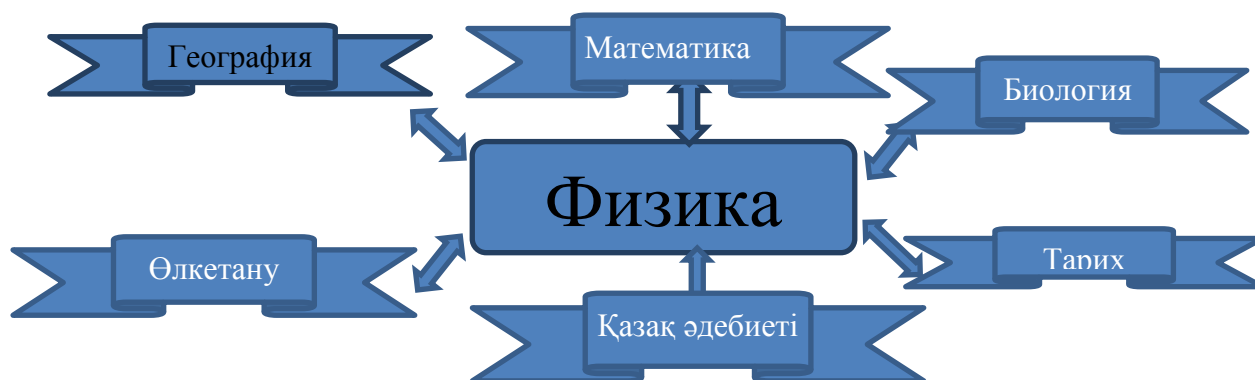 География
Математика
Биология
Физика
Өлкетану
Тарих
Қазақ әдебиеті